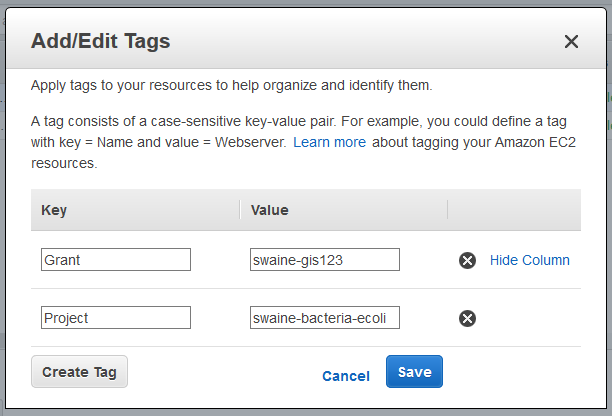 Add/Edit Tags
Apply tags to your resources to help organize and identify them.
A tag consists of a case-sensitive key-value pair. For example, you could define a tag
with key = Name and value = Webserver. Learn more about tagging your Amazon EC2
resources.
Key Value
Grant swaine-gis123 Hide Column
Project swaine-bacteria-ecoli
Create Tag Cancel Save